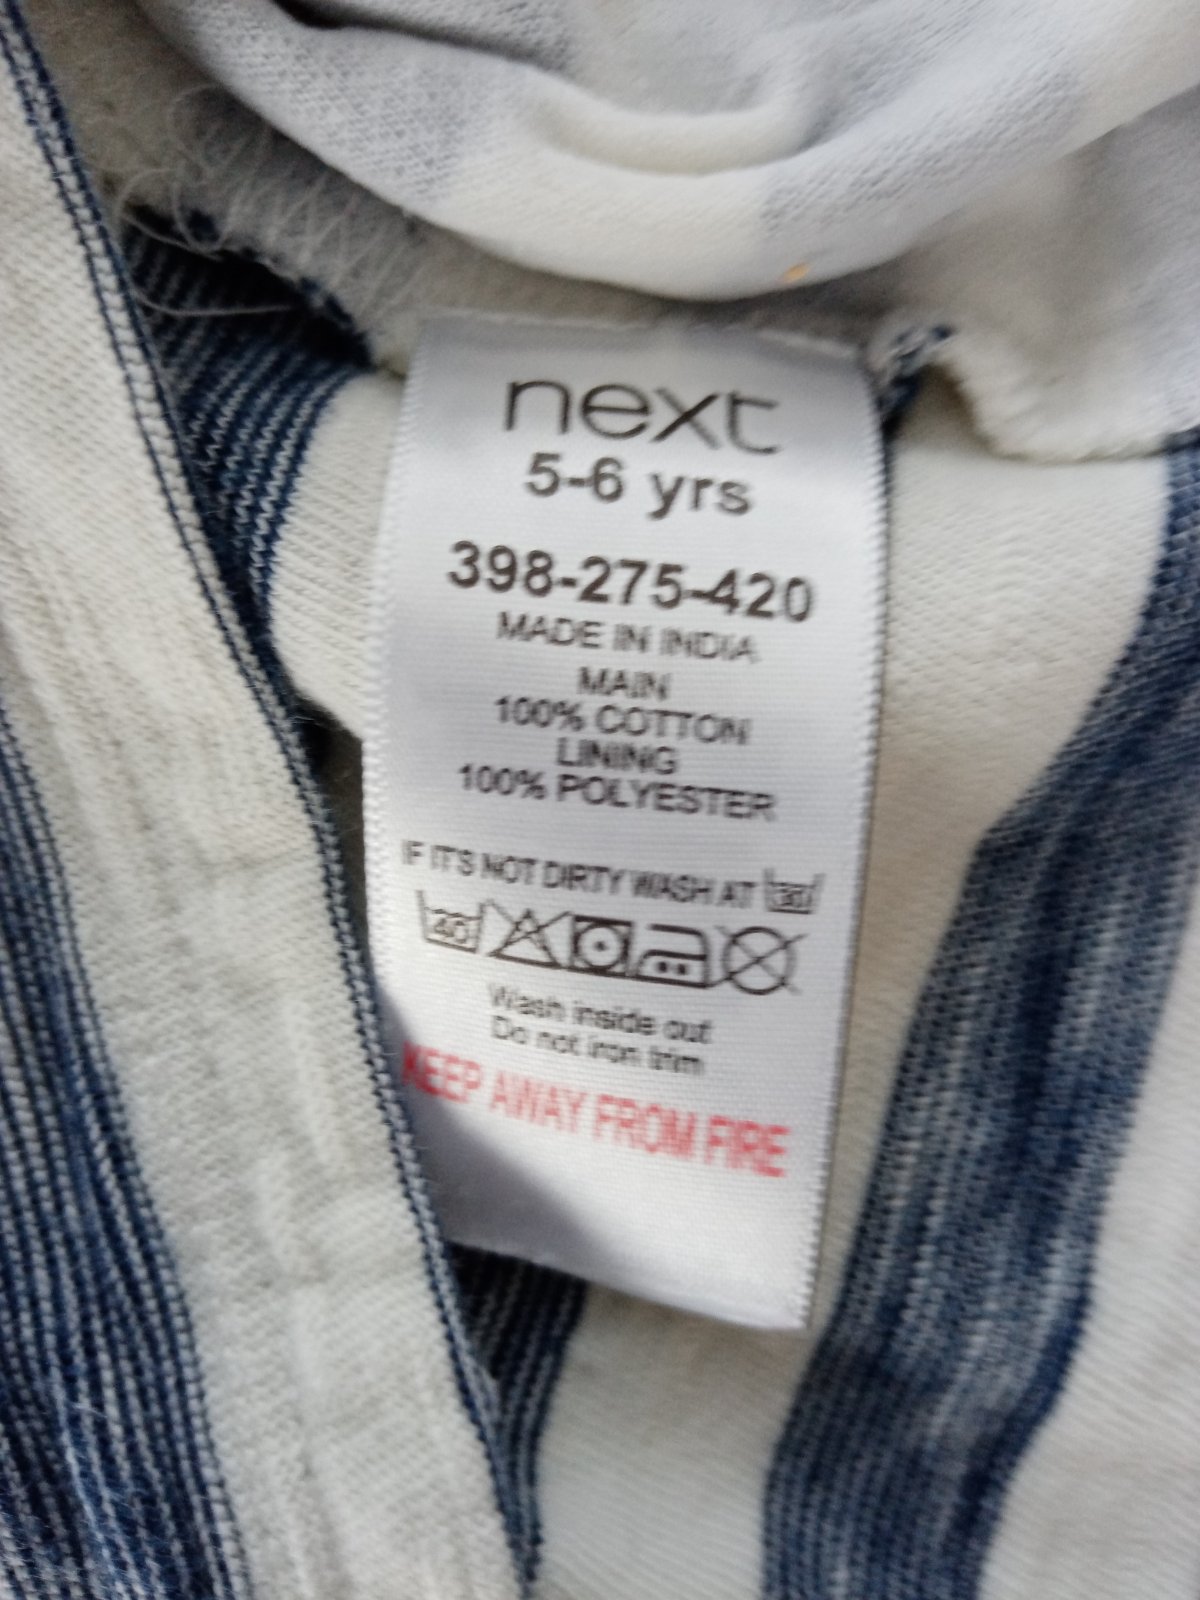 next
5-6 yrs
398-275-420
MADE IN INDIA
MAIN
100% COTTON
LINING
100% POLYESTER
IF IT'S NOT DIRTY WASH AT 30
40
Wash inside out
Do not iron trim
KEEP AWAY FROM FIRE